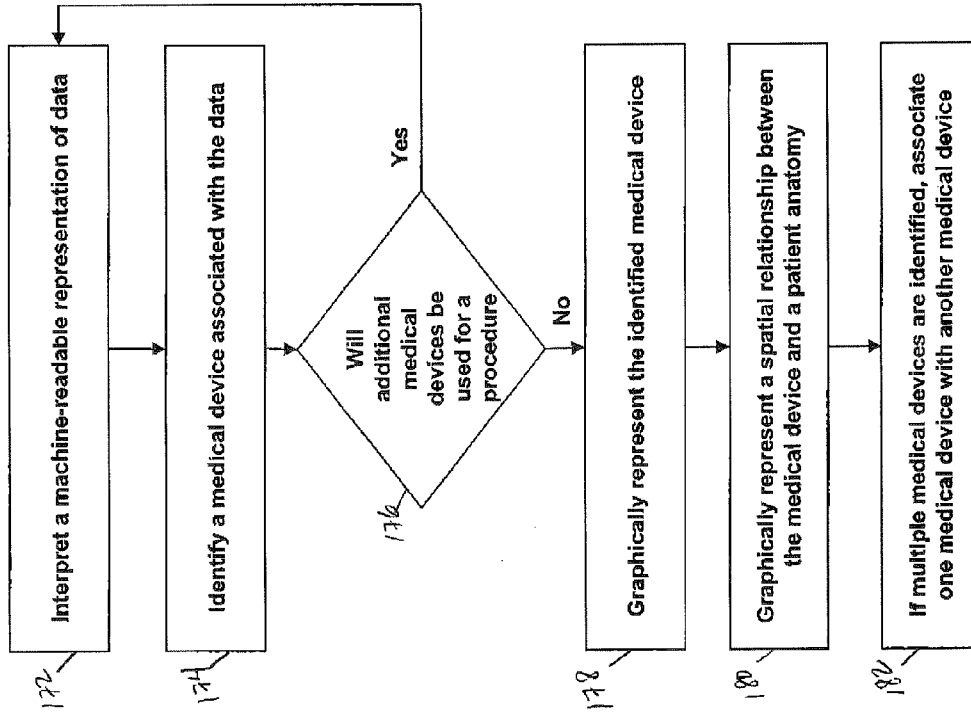 172
Interpret a machine-readable representation of data
174
Identify a medical device associated with the data
176
Will
additional
medical
devices be
used for a
procedure
Yes
No
178
Graphically represent the identified medical device
180
Graphically represent a spatial relationship between
the medical device and a patient anatomy
182
If multiple medical devices are identified, associate
one medical device with another medical device